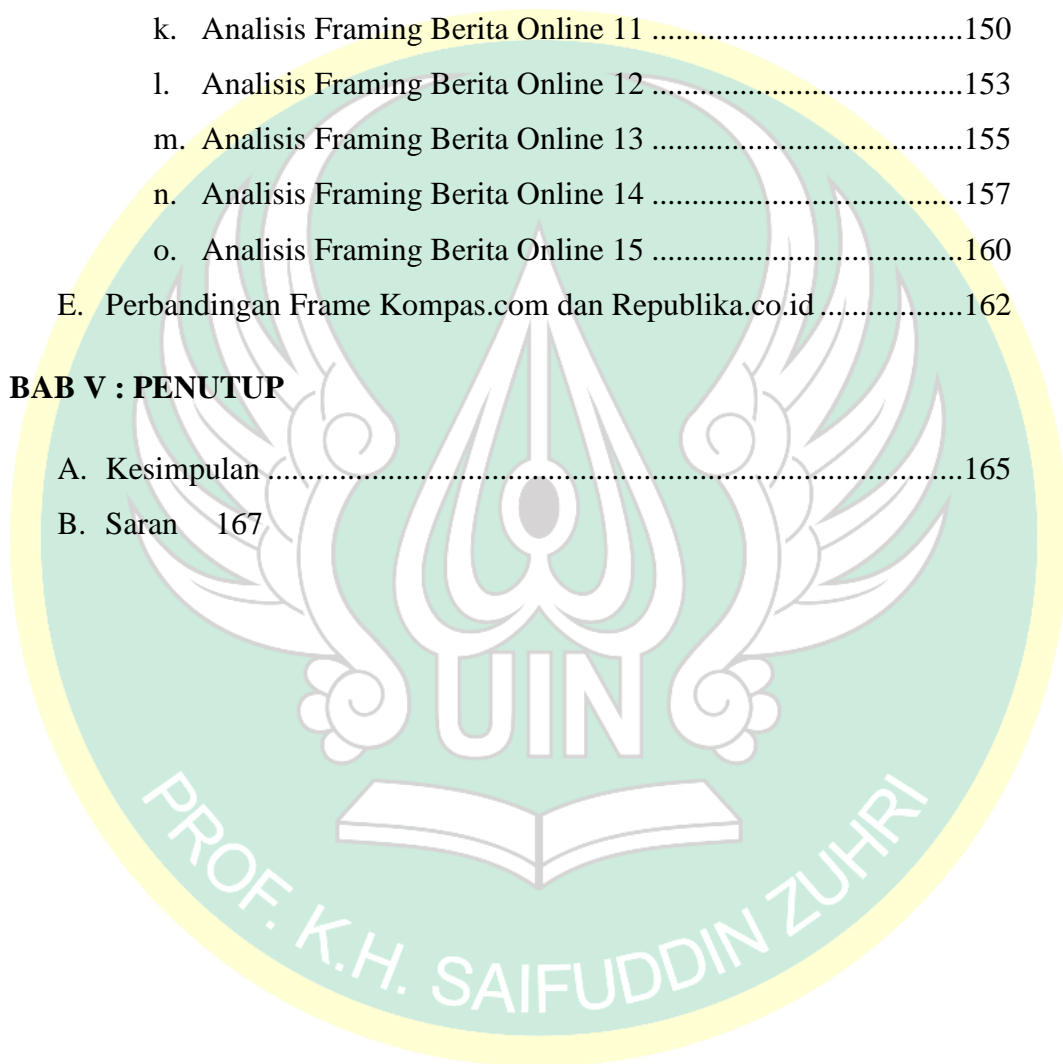 k. Analisis Framing Berita Online 11 ......................................150
l. Analisis Framing Berita Online 12 ......................................153
m. Analisis Framing Berita Online 13 ......................................155
n. Analisis Framing Berita Online 14 ......................................157
o. Analisis Framing Berita Online 15 ......................................160
E. Perbandingan Frame Kompas.com dan Republika.co.id .................162
BAB V : PENUTUP
A. Kesimpulan .....................................................................................165
B. Saran 167
UIN
PROF. K.H. SAIFUDDIN ZUHRI